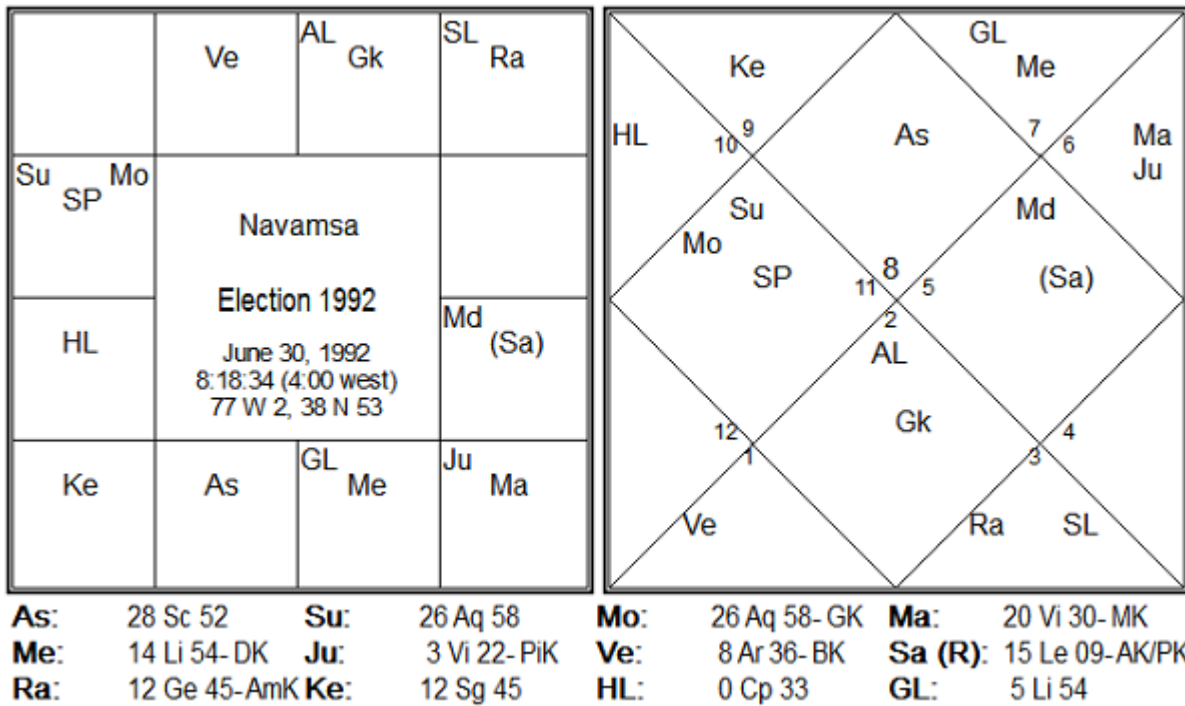 Ve
AL
Gk
SL
Ra
Su
Mo
SP
Navamsa
Election 1992
June 30, 1992
8:18:34 (4:00 west)
77 W 2, 38 N 53
HL
Md
(Sa)
Ke
As
GL
Me
Ju
Ma
Ke
GL
Me
HL
9
10
As
7
6
Ma
Ju
Su
Mo
SP
Md
(Sa)
8
11
5
2
AL
Gk
12
1
4
3
Ve
Ra
SL
As: 28 Sc 52 Su: 26 Aq 58 Mo: 26 Aq 58- GK Ma: 20 Vi 30- MK
Me: 14 Li 54- DK Ju: 3 Vi 22- PiK Ve: 8 Ar 36- BK Sa (R): 15 Le 09- AK/PK
Ra: 12 Ge 45- AmK Ke: 12 Sg 45 HL: 0 Cp 33 GL: 5 Li 54